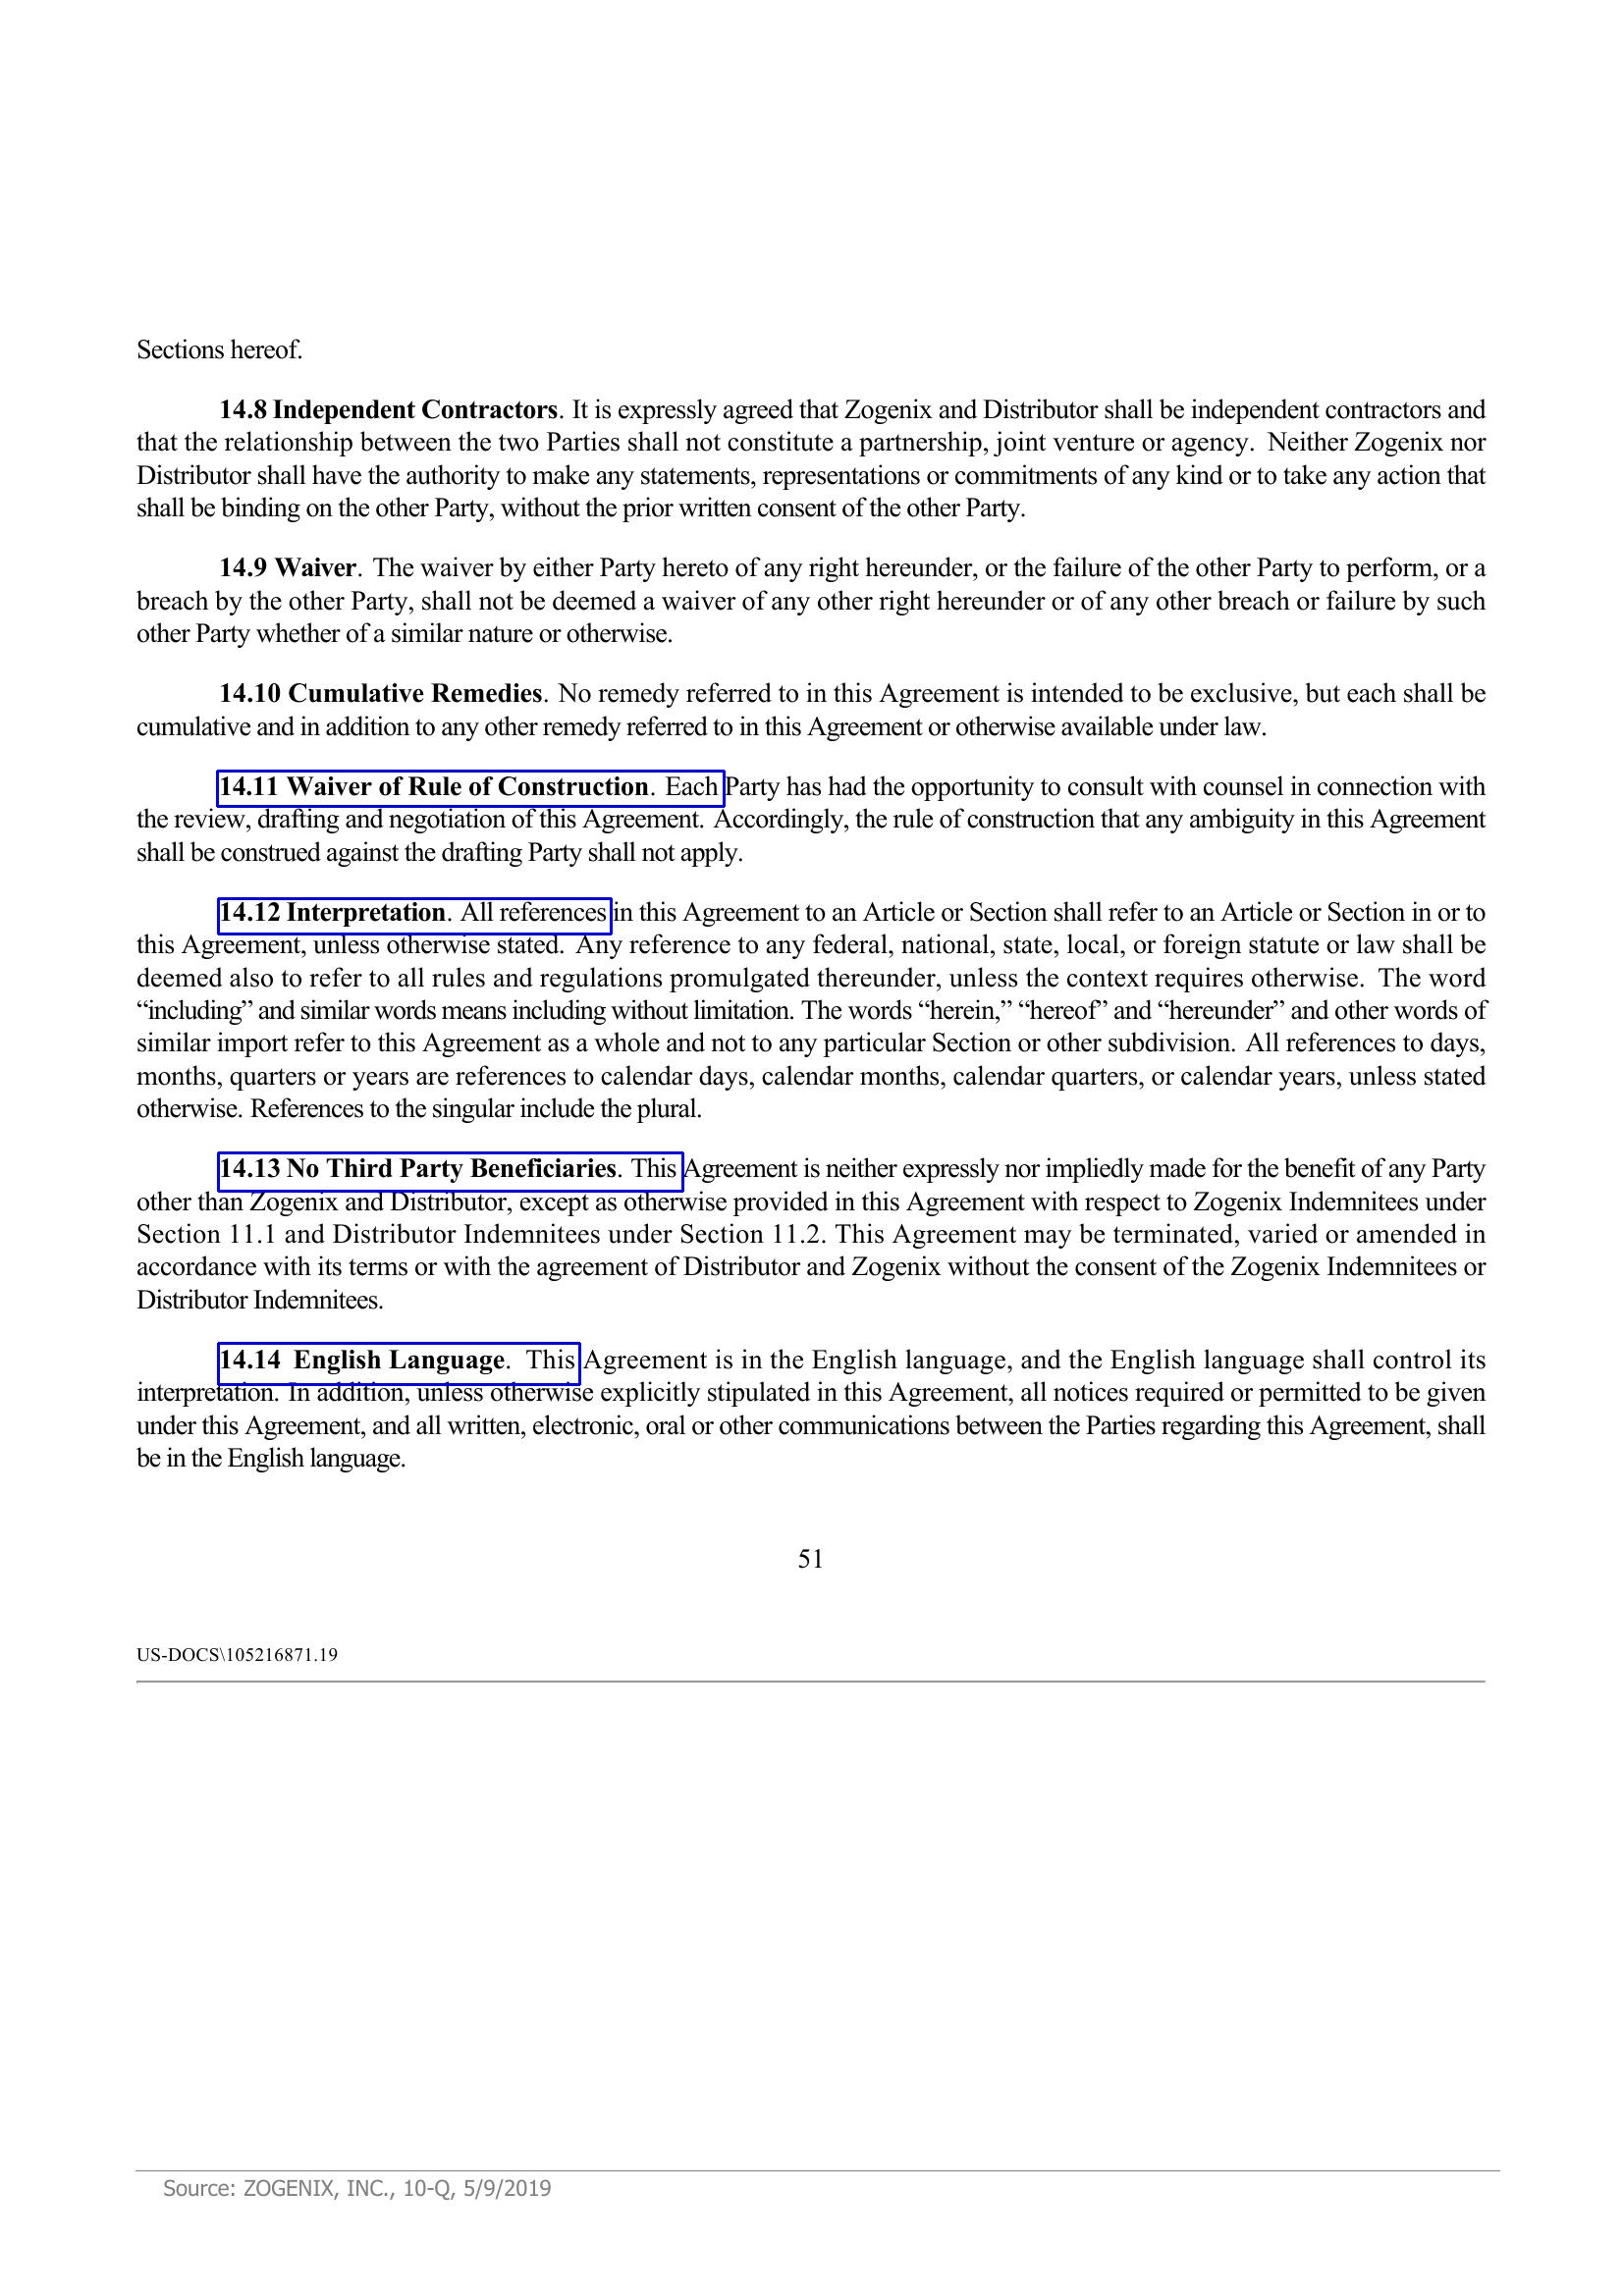 Sections hereof.
14.8 Independent Contractors. It is expressly agreed that Zogenix and Distributor shall be independent contractors and
that the relationship between the two Parties shall not constitute a partnership, joint venture or agency. Neither Zogenix nor
Distributor shall have the authority to make any statements, representations or commitments of any kind or to take any action that
shall be binding on the other Party, without the prior written consent of the other Party.
14.9 Waiver. The waiver by either Party hereto of any right hereunder, or the failure of the other Party to perform, or a
breach by the other Party, shall not be deemed a waiver of any other right hereunder or of any other breach or failure by such
other Party whether of a similar nature or otherwise.
14.10 Cumulative Remedies. No remedy referred to in this Agreement is intended to be exclusive, but each shall be
cumulative and in addition to any other remedy referred to in this Agreement or otherwise available under law.
14.11 Waiver of Rule of Construction. Each Party has had the opportunity to consult with counsel in connection with
the review, drafting and negotiation of this Agreement. Accordingly, the rule of construction that any ambiguity in this Agreement
shall be construed against the drafting Party shall not apply.
14.12 Interpretation. All references in this Agreement to an Article or Section shall refer to an Article or Section in or to
this Agreement, unless otherwise stated. Any reference to any federal, national, state, local, or foreign statute or law shall be
deemed also to refer to all rules and regulations promulgated thereunder, unless the context requires otherwise. The word
“including” and similar words means including without limitation. The words “herein,” “hereof” and “hereunder” and other words of
similar import refer to this Agreement as a whole and not to any particular Section or other subdivision. All references to days,
months, quarters or years are references to calendar days, calendar months, calendar quarters, or calendar years, unless stated
otherwise. References to the singular include the plural.
14.13 No Third Party Beneficiaries. This Agreement is neither expressly nor impliedly made for the benefit of any Party
other than Zogenix and Distributor, except as otherwise provided in this Agreement with respect to Zogenix Indemnitees under
Section 11.1 and Distributor Indemnitees under Section 11.2. This Agreement may be terminated, varied or amended in
accordance with its terms or with the agreement of Distributor and Zogenix without the consent of the Zogenix Indemnitees or
Distributor Indemnitees.
14.14 English Language. This Agreement is in the English language, and the English language shall control its
interpretation. In addition, unless otherwise explicitly stipulated in this Agreement, all notices required or permitted to be given
under this Agreement, and all written, electronic, oral or other communications between the Parties regarding this Agreement, shall
be in the English language.
51
US-DOCS\105216871.19
Source: ZOGENIX, INC., 10-Q, 5/9/2019